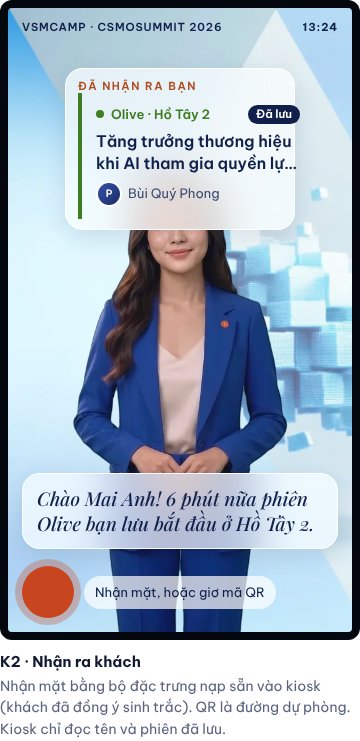 VSMCAMP · CSMOSUMMIT 2026
13:24
ĐÃ NHẬN RA BẠN
Olive · Hồ Tây 2
Đã lưu
Tăng trưởng thương hiệu
khi AI tham gia quyền lự...
P
Bùi Quý Phong
Chào Mai Anh! 6 phút nữa phiên
Olive bạn lưu bắt đầu ở Hồ Tây 2.
Nhận mặt, hoặc giơ mã QR
K2 · Nhận ra khách
Nhận mặt bằng bộ đặc trưng nạp sẵn vào kiosk
(khách đã đồng ý sinh trắc). QR là đường dự phòng.
Kiosk chỉ đọc tên và phiên đã lưu.